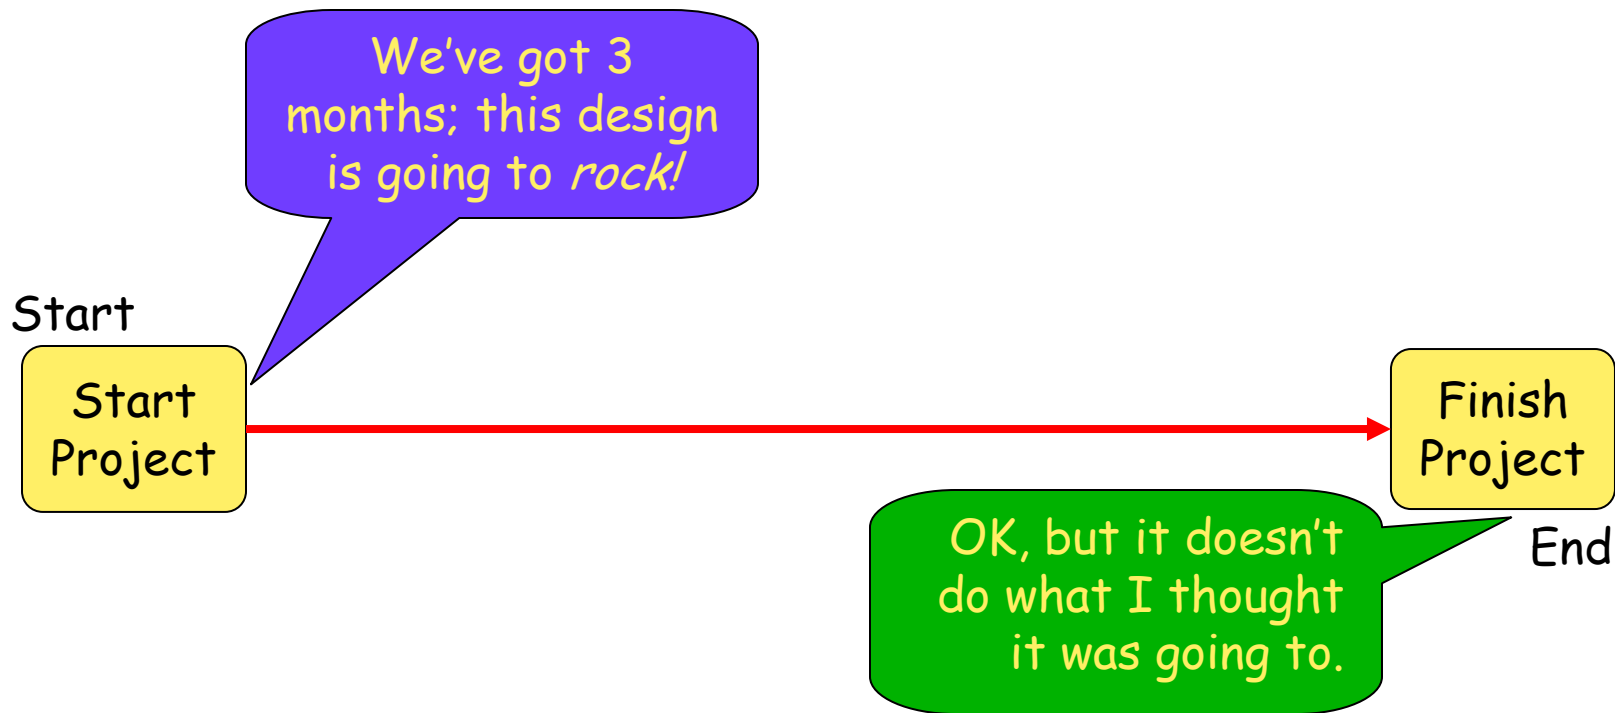 We've got 3
months; this design
is going to rock!
Start
Start
Project
Finish
Project
OK, but it doesn't
do what I thought
it was going to.
End